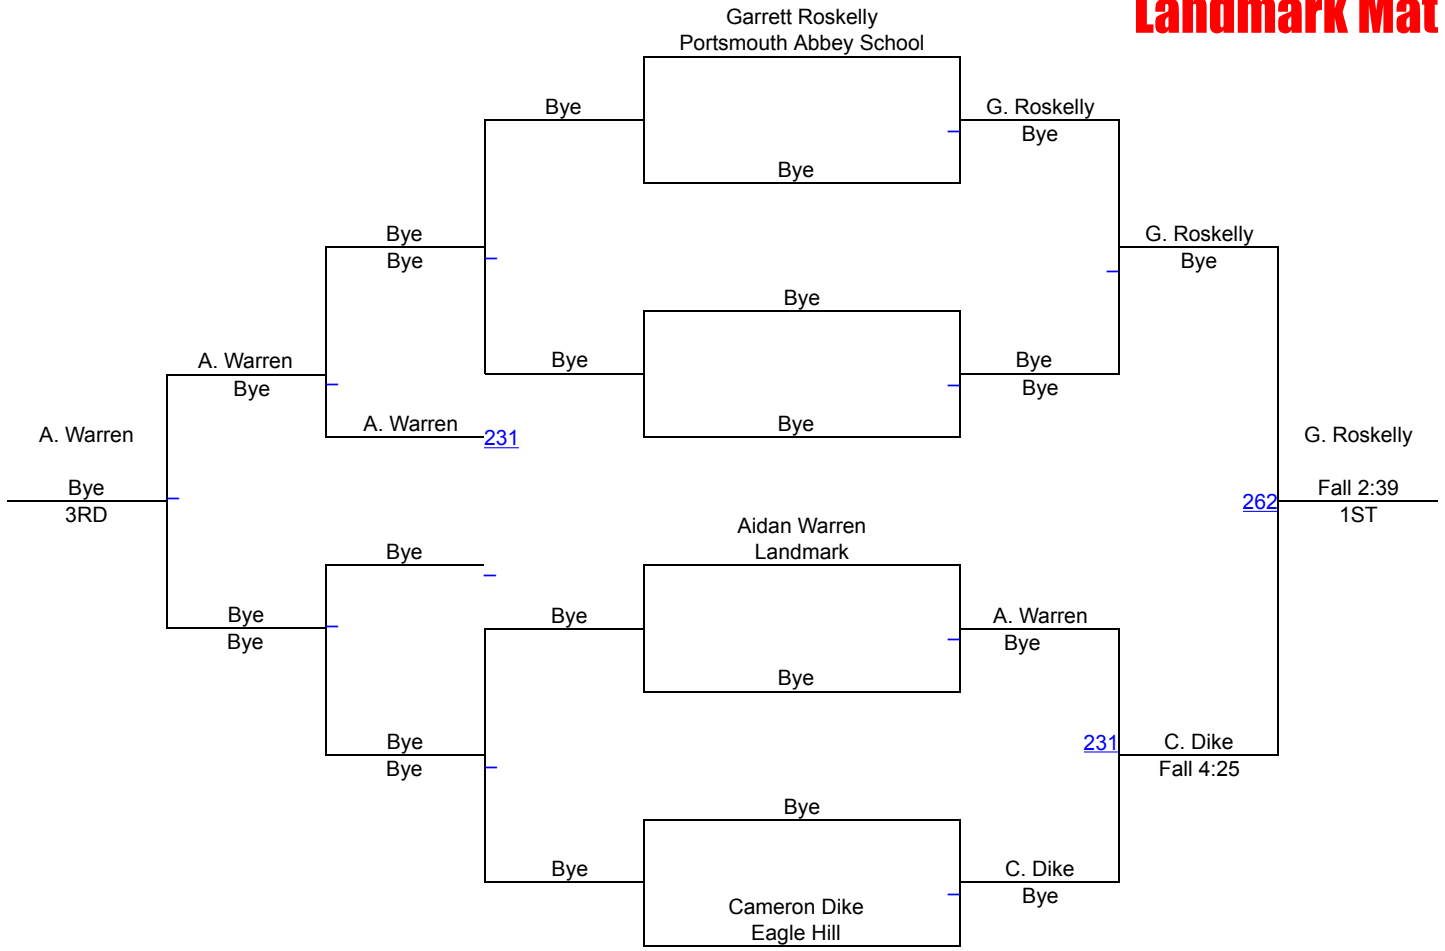 Landmark Mat
Garrett Roskelly
Portsmouth Abbey School
Bye
G. Roskelly
Bye
Bye
Bye
Bye
G. Roskelly
Bye
Bye
Bye
Bye
Bye
A. Warren
Bye
Bye
A. Warren
231
A. Warren
G. Roskelly
Bye
3RD
262
Fall 2:39
1ST
Aidan Warren
Landmark
Bye
Bye
Bye
Bye
A. Warren
Bye
Bye
Bye
Bye
231
C. Dike
Fall 4:25
Bye
Bye
C. Dike
Bye
Cameron Dike
Eagle Hill